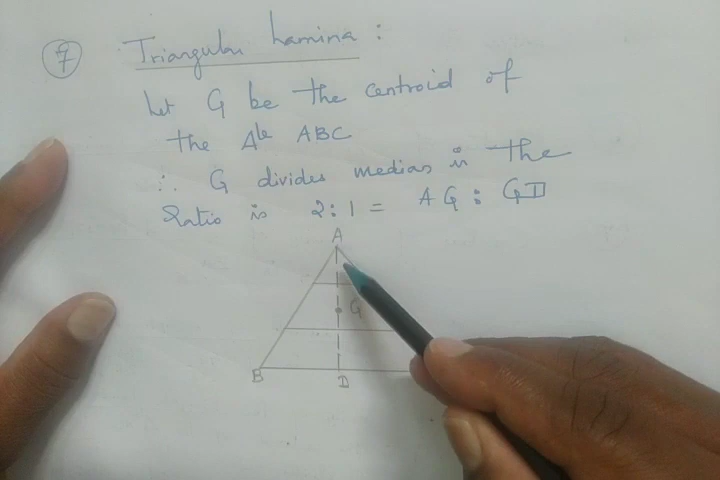 7
Triangular Lamina :
Let G be the centroid of
the Δle ABC
∴ G divides median in the
Ratio is 2:1 = AG : GD
A
G
B
D